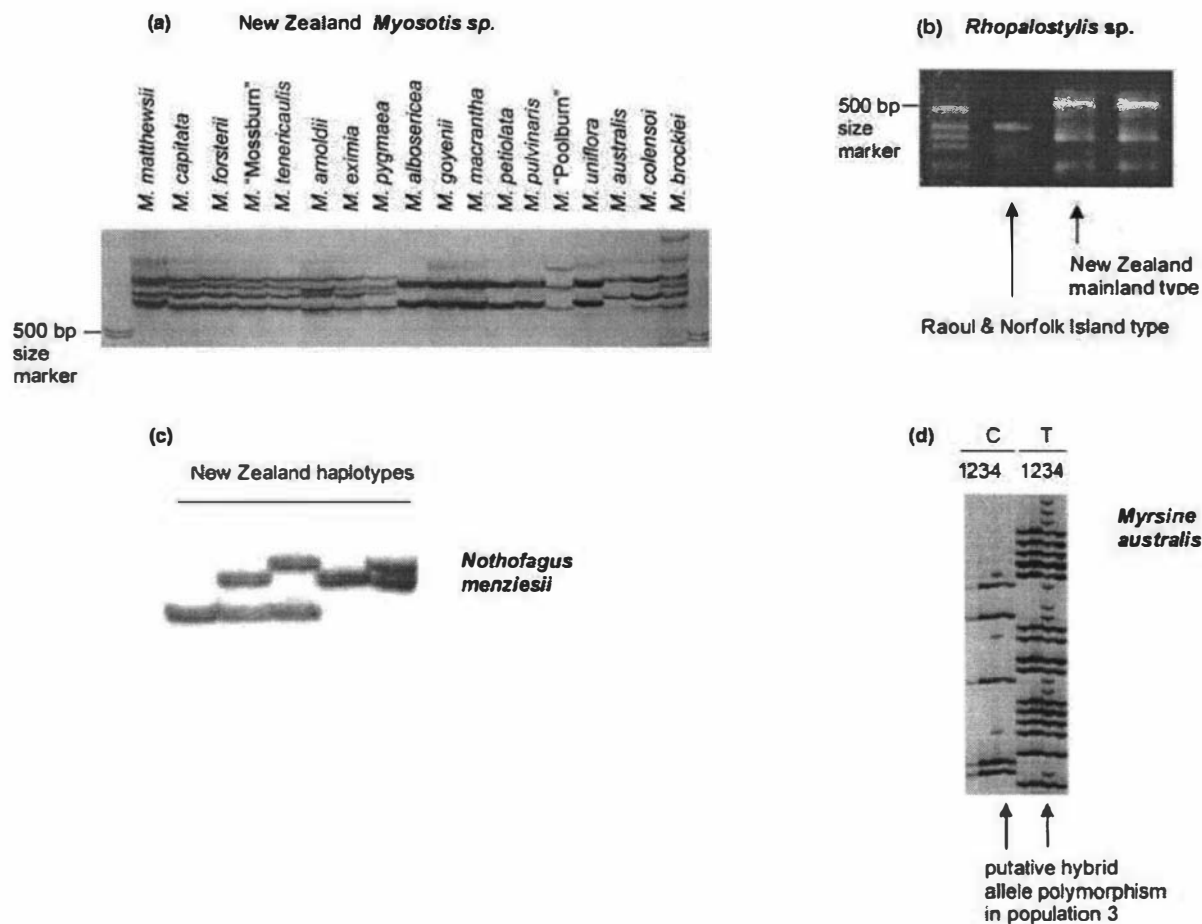 (a) New Zealand Myosotis sp.
M. matthewsii
M. capitata
M. forsterii
M. "Mossburn"
M. tenericaulis
M. arnoldii
M. eximia
M. pygmaea
M. albosericea
M. goyenii
M. macrantha
M. petiolata
M. pulvinaris
M. "Poolburn"
M. uniflora
M. australis
M. colensoi
M. brockiei
500 bp
size
marker
(b) Rhopalostylis sp.
500 bp
size
marker
New Zealand
mainland type
Raoul & Norfolk Island type
(c)
New Zealand haplotypes
Nothofagus
menziesii
(d) C T
1234 1234
Myrsine
australis
putative hybrid
allele polymorphism
in population 3